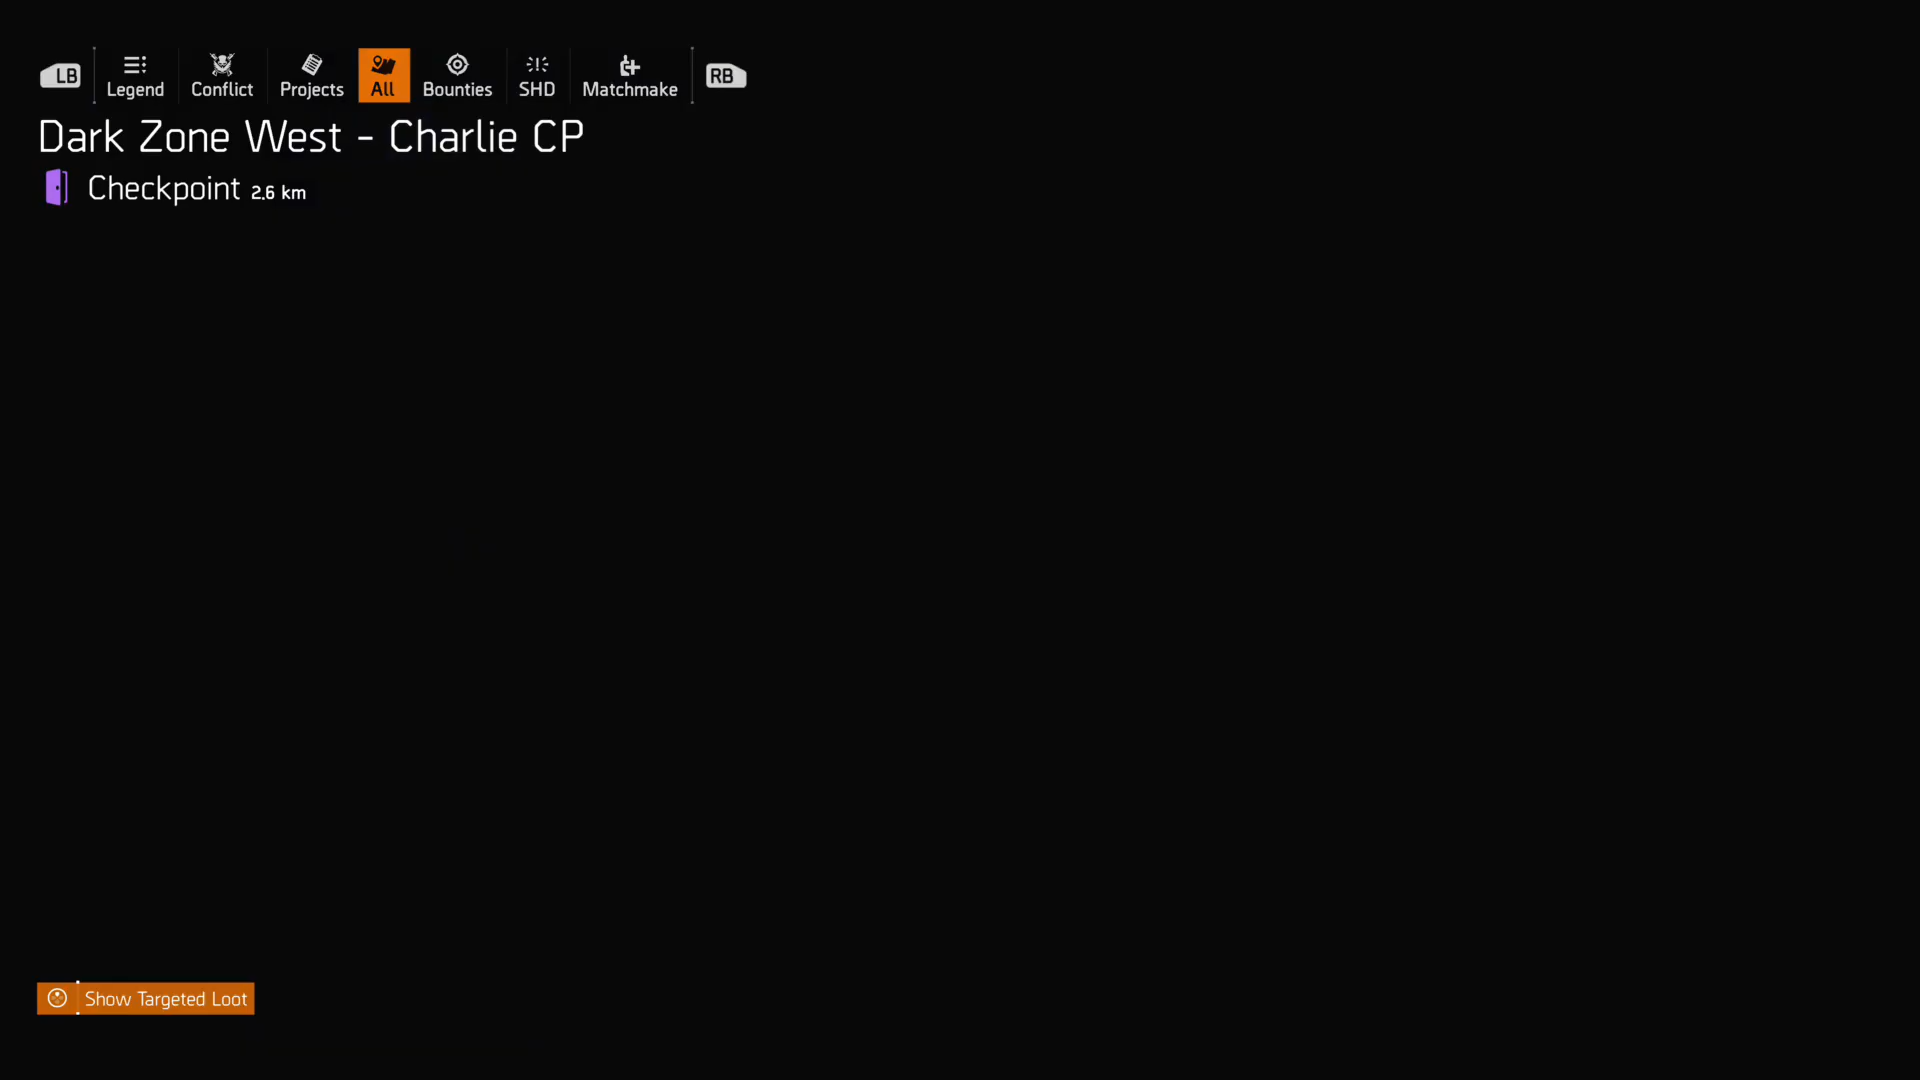 LB Legend Conflict Projects All Bounties SHD Matchmake RB
Dark Zone West - Charlie CP
Checkpoint 2.6 km
Show Targeted Loot